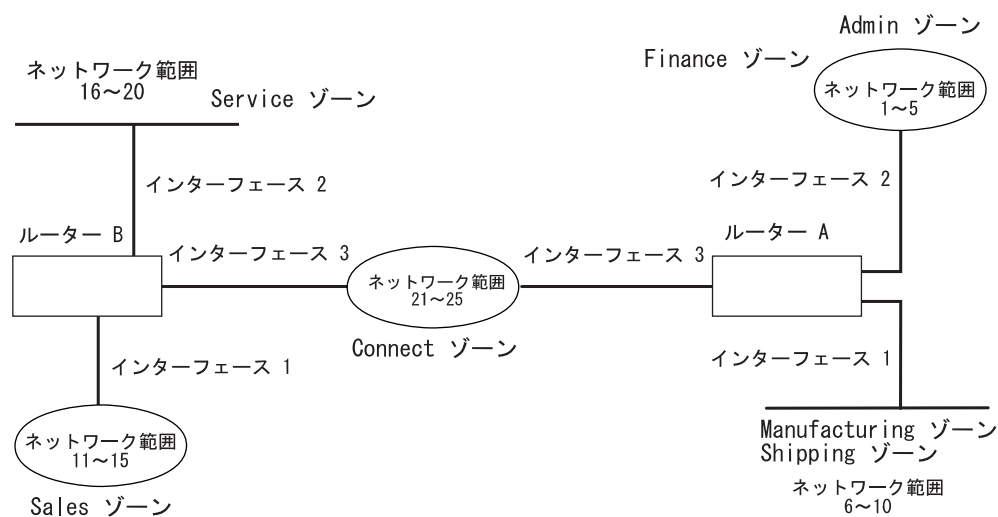 Admin ゾーン
Finance ゾーン
ネットワーク範囲
1～5
ネットワーク範囲
16～20
Service ゾーン
インターフェース 2
インターフェース 2
ルーター B
ルーター A
インターフェース 3
インターフェース 3
ネットワーク範囲
21～25
Connect ゾーン
インターフェース 1
インターフェース 1
ネットワーク範囲
11～15
Sales ゾーン
Manufacturing ゾーン
Shipping ゾーン
ネットワーク範囲
6～10